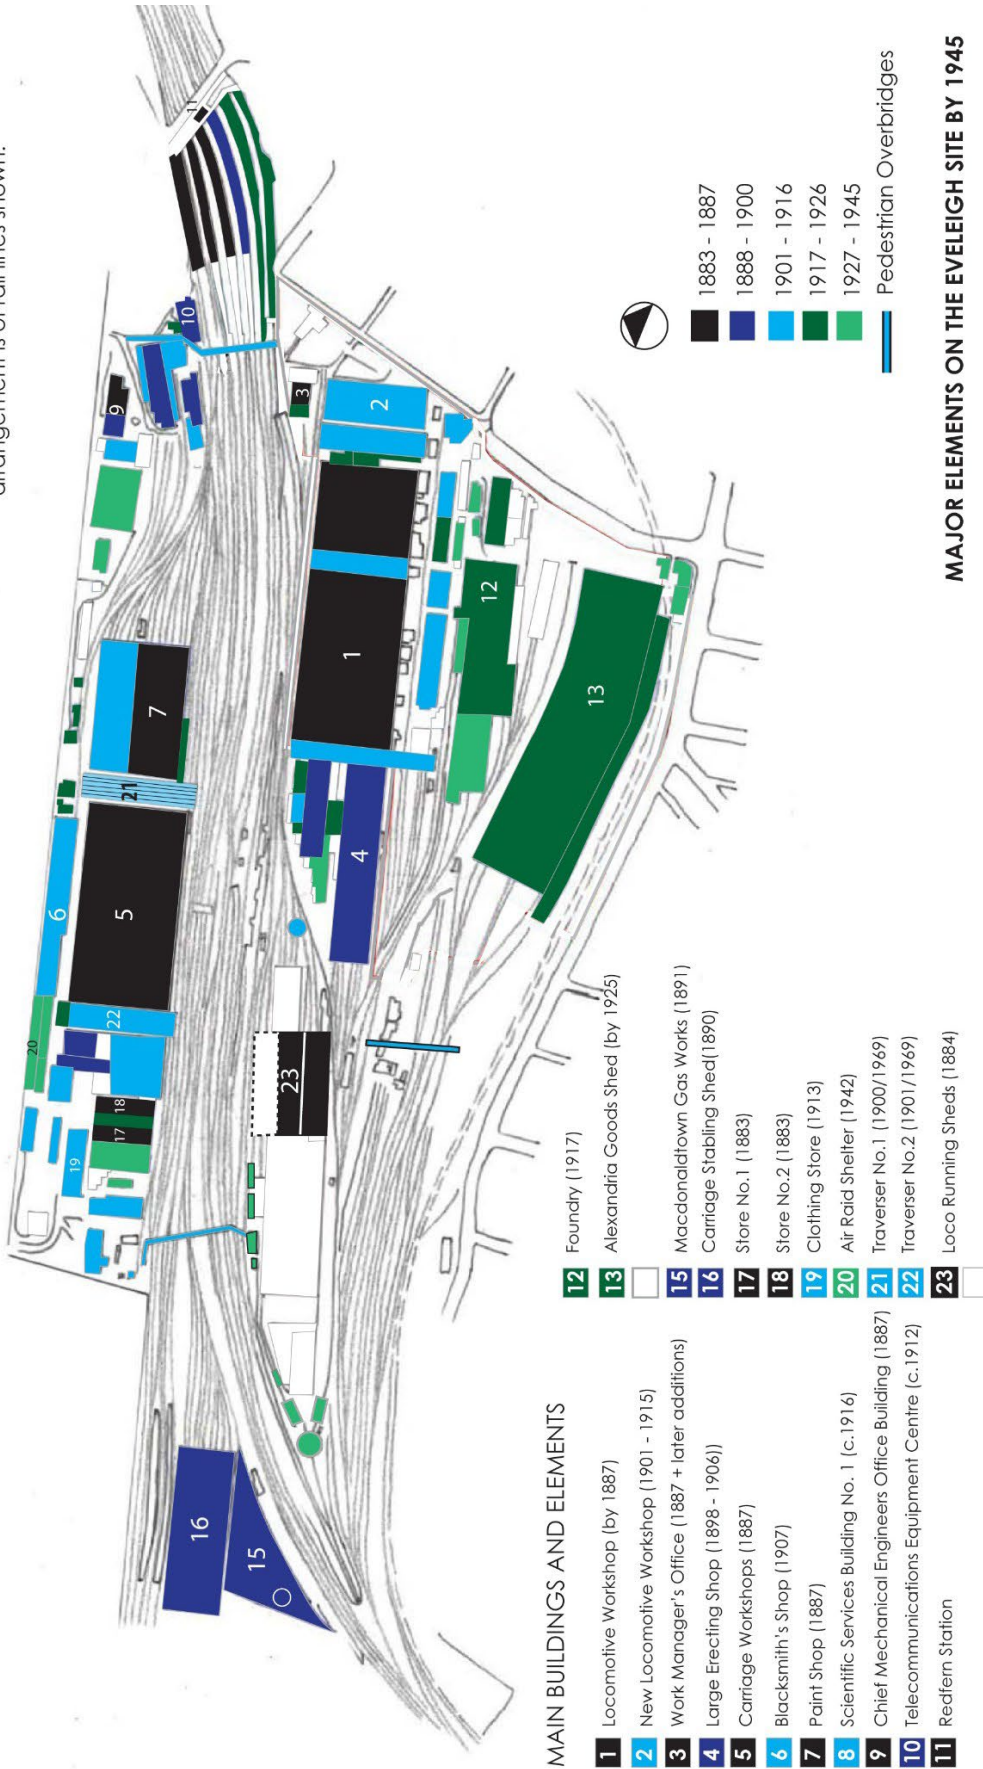 arrangement is of rail lines shown.
11
10
9
3
2
1
7
12
21
13
5
6
4
22
20
18
17
19
23
16
15
1883 - 1887
1888 - 1900
1901 - 1916
1917 - 1926
1927 - 1945
Pedestrian Overbridges
MAJOR ELEMENTS ON THE EVELEIGH SITE BY 1945
MAIN BUILDINGS AND ELEMENTS
1 Locomotive Workshop (by 1887)
2 New Locomotive Workshop (1901 - 1915)
3 Work Manager's Office (1887 + later additions)
4 Large Erecting Shop (1898 - 1906))
5 Carriage Workshops (1887)
6 Blacksmith's Shop (1907)
7 Paint Shop (1887)
8 Scientific Services Building No. 1 (c.1916)
9 Chief Mechanical Engineers Office Building (1887)
10 Telecommunications Equipment Centre (c.1912)
11 Redfern Station
12 Foundry (1917)
13 Alexandria Goods Shed (by 1925)
15 Macdonaldtown Gas Works (1891)
16 Carriage Stabling Shed(1890)
17 Store No.1 (1883)
18 Store No.2 (1883)
19 Clothing Store (1913)
20 Air Raid Shelter (1942)
21 Traverser No.1 (1900/1969)
22 Traverser No.2 (1901/1969)
23 Loco Running Sheds (1884)